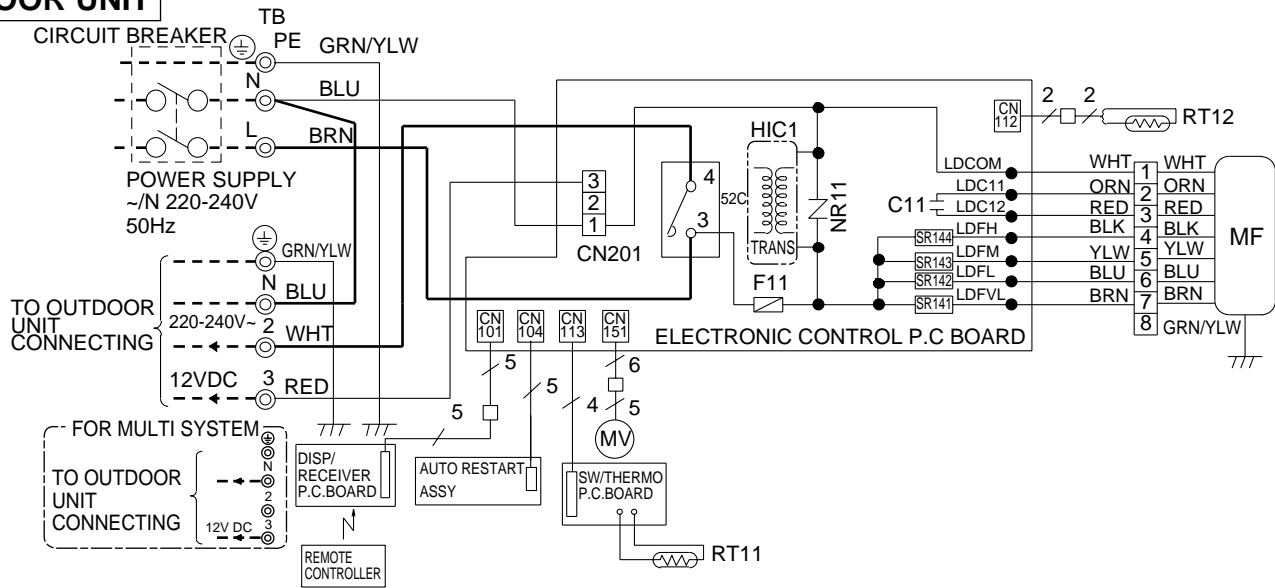 OOR UNIT
CIRCUIT BREAKER
TB
PE
GRN/YLW
N
BLU
L
BRN
POWER SUPPLY
~/N 220-240V
50Hz
GRN/YLW
N
BLU
TO OUTDOOR
UNIT
CONNECTING
220-240V~
2
WHT
12VDC
3
RED
FOR MULTI SYSTEM
TO OUTDOOR
UNIT
CONNECTING
N
2
3
12V DC
3
2
1
CN201
4
3
52C
HIC1
TRANS
NR11
F11
CN
112
2
2
RT12
LDCOM
LDC11
C11
LDC12
LDFH
SR144
LDFM
SR143
LDFL
SR142
LDFVL
SR141
WHT 1 WHT
ORN 2 ORN
RED 3 RED
BLK 4 BLK
YLW 5 YLW
BLU 6 BLU
BRN 7 BRN
8 GRN/YLW
MF
ELECTRONIC CONTROL P.C BOARD
CN
101
CN
104
CN
113
CN
151
5
5
5
4
6
5
MV
DISP/
RECEIVER
P.C.BOARD
AUTO RESTART
ASSY
SW/THERMO
P.C.BOARD
RT11
REMOTE
CONTROLLER